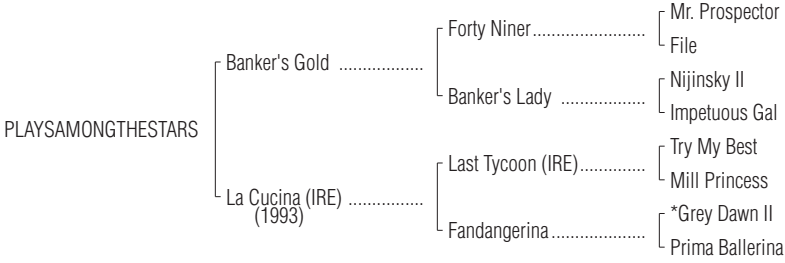 Mr. Prospector
Forty Niner........................
File
Banker's Gold ..................
Nijinsky II
Banker's Lady ..................
Impetuous Gal
PLAYSAMONGTHESTARS
Try My Best
Last Tycoon (IRE)..............
Mill Princess
La Cucina (IRE) ................
(1993)
*Grey Dawn II
Fandangerina....................
Prima Ballerina